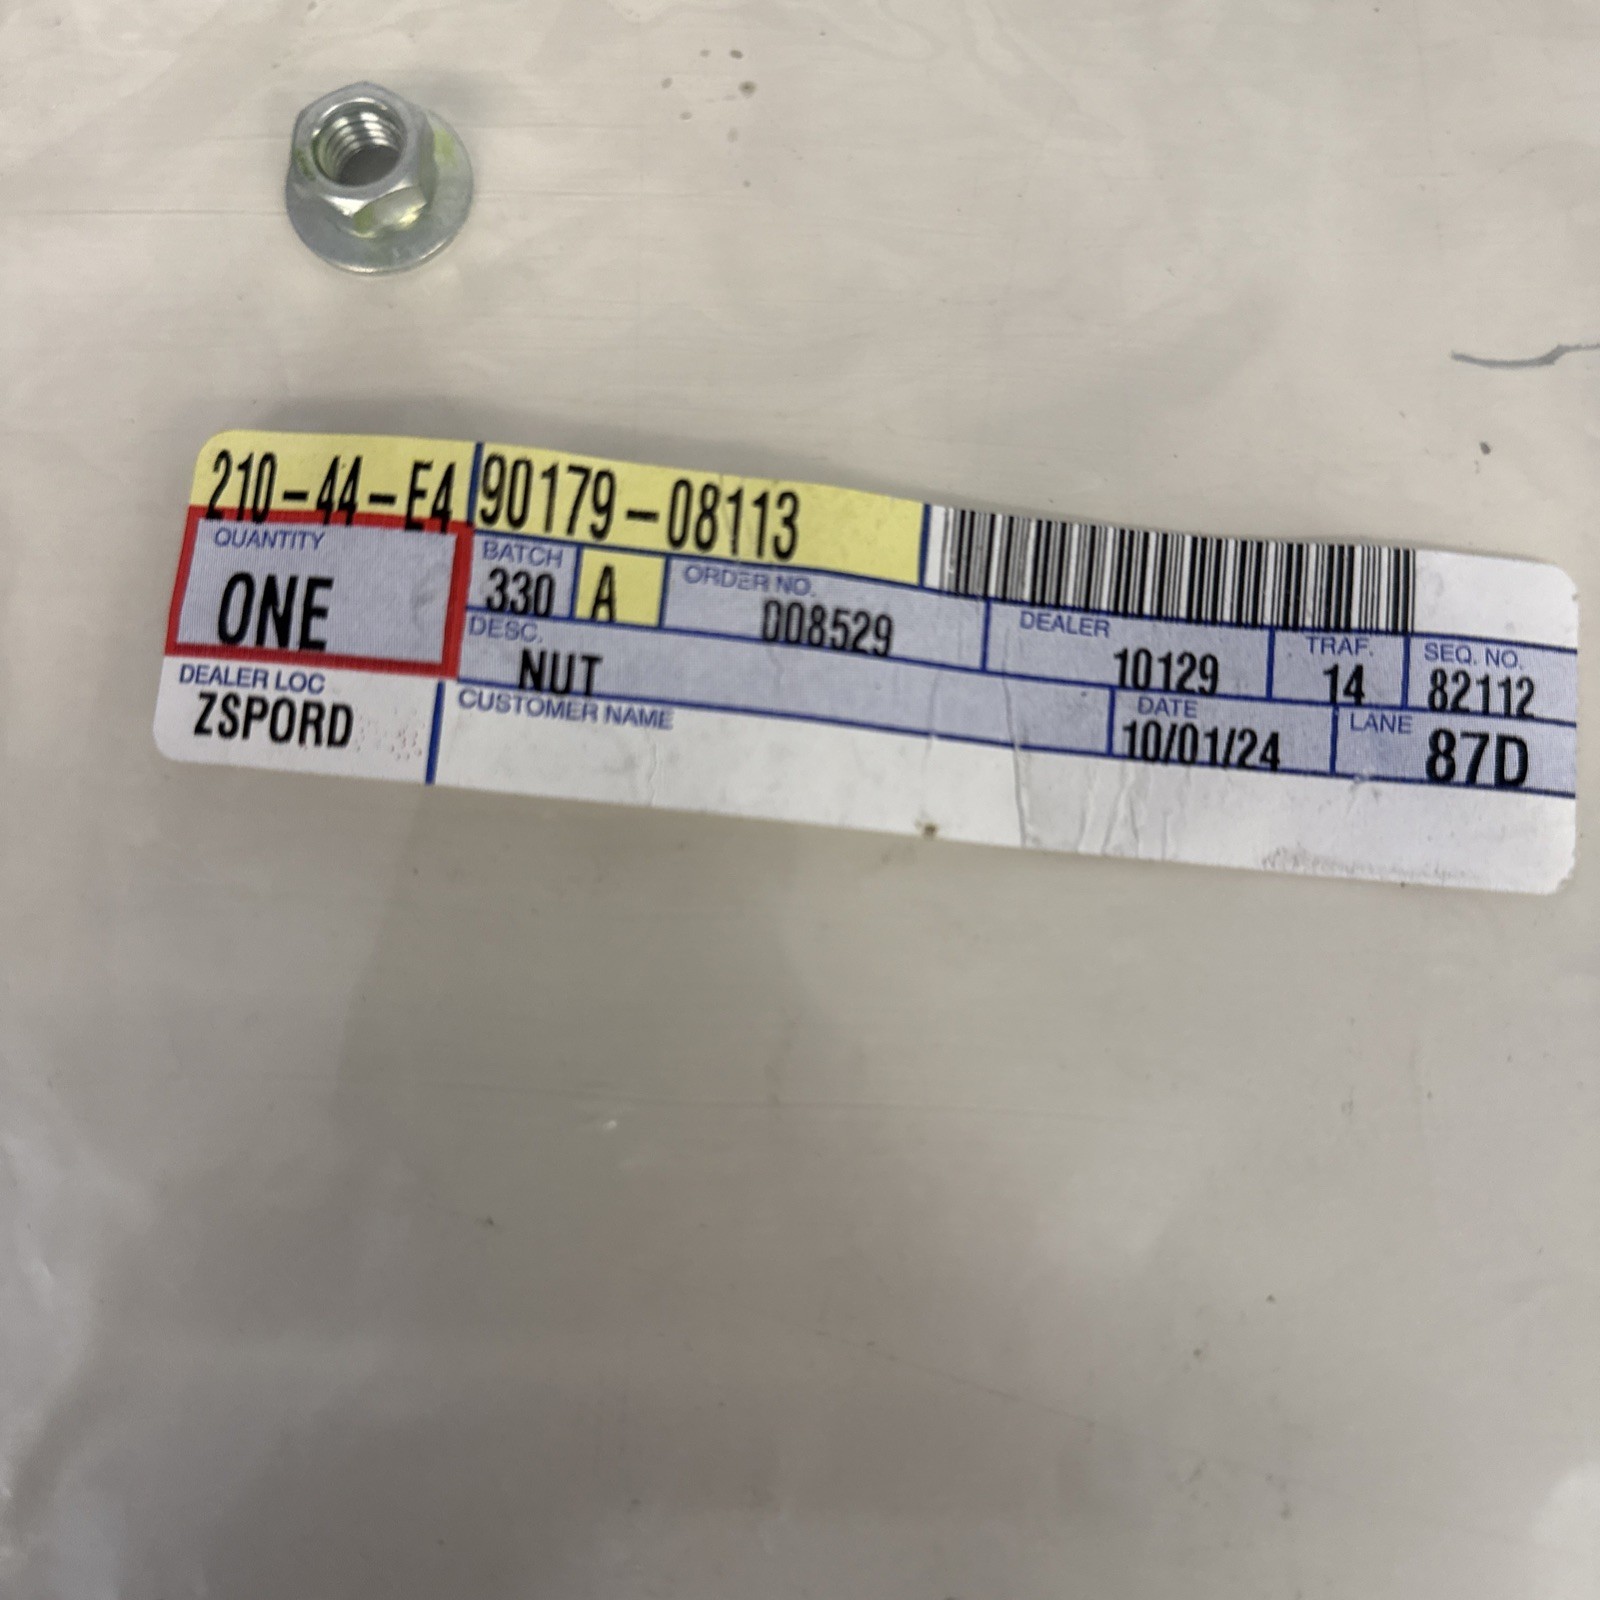 210-44-E4 90179-08113
QUANTITY
ONE
BATCH
330 A
ORDER NO.
008529
DEALER
10129
TRAF.
14
SEQ. NO.
82112
DESC.
NUT
DEALER LOC
ZSPORD
CUSTOMER NAME
DATE
10/01/24
LANE
87D